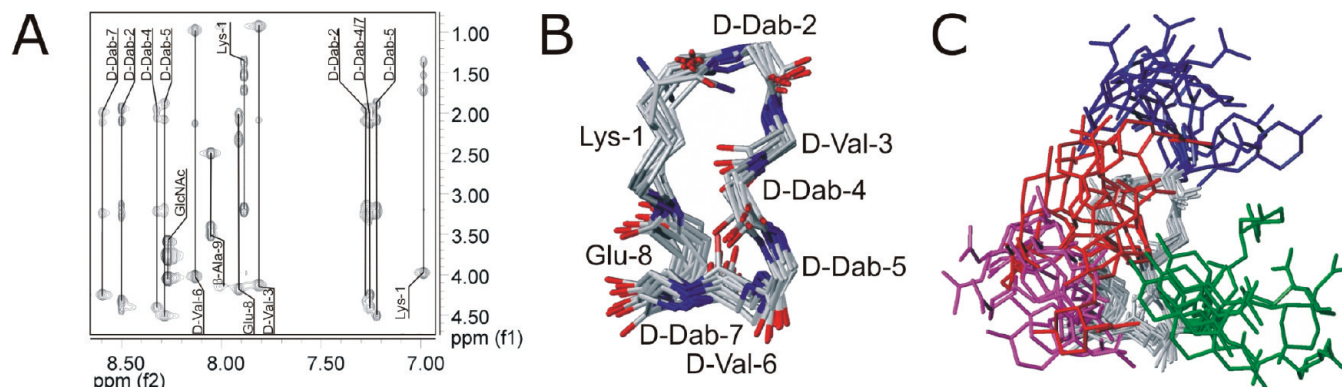 A
D-Dab-7
D-Dab-2
D-Dab-4
D-Dab-5
GlcNAc
D-Val-6
β-Ala-9
Glu-8
D-Val-3
Lys-1
D-Dab-2
D-Dab-4/7
D-Dab-5
Lys-1
1.00
1.50
2.00
2.50
3.00
3.50
4.00
4.50
ppm (f1)
8.50
8.00
7.50
7.00
ppm (f2)
B
D-Dab-2
Lys-1
D-Val-3
D-Dab-4
Glu-8
D-Dab-5
D-Dab-7
D-Val-6
C